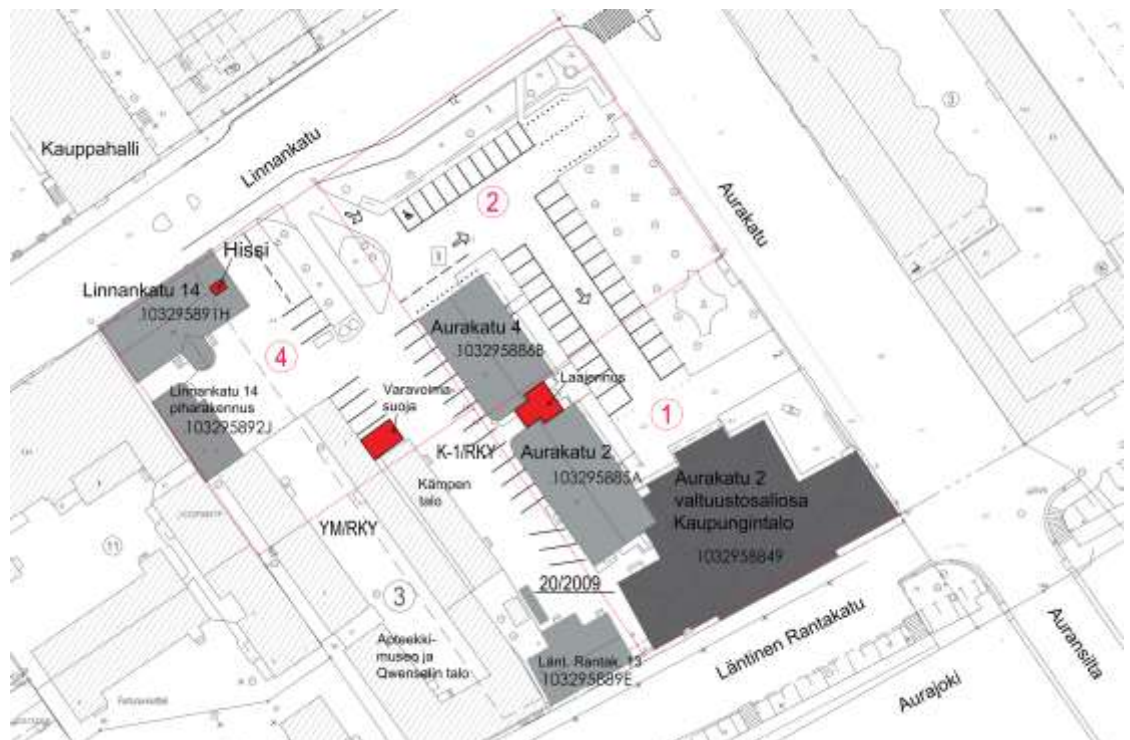 Kauppahalli
Linnankatu
12
2
Aurakatu
Hissi
Linnankatu 14
103295891H
4
Aurakatu 4
103295886B
Laajennus
Linnankatu 14
piharakennus
103295892J
Varavoima-
suoja
1
K-1/RKY
Aurakatu 2
103295885A
Kämpen
talo
Aurakatu 2
valtuustosaliosa
Kaupungintalo
1032958849
YM/RKY
11
20/2009
3
Apteekki-
museo ja
Qwenselin talo
Länt. Rantak. 13
103295889E
Läntinen Rantakatu
Auransilta
Aurajoki